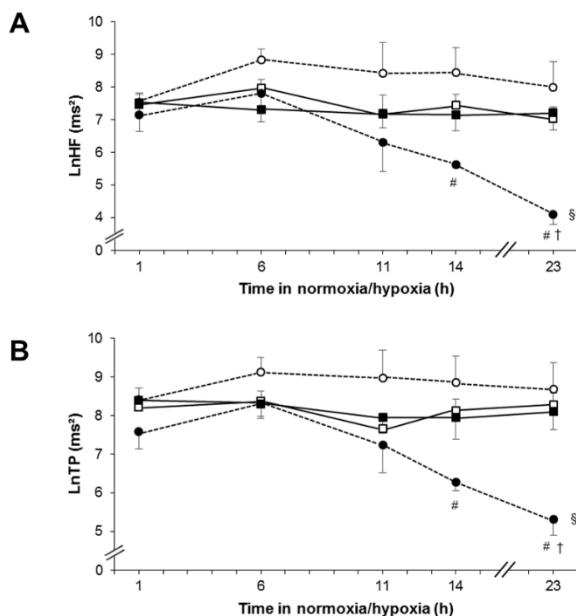 A
10
9
8
7
6
5
4
0
LnHF (ms²)
#
§
# †
1 6 11 14 23
Time in normoxia/hypoxia (h)
B
10
9
8
7
6
5
0
LnTP (ms²)
#
§
# †
1 6 11 14 23
Time in normoxia/hypoxia (h)